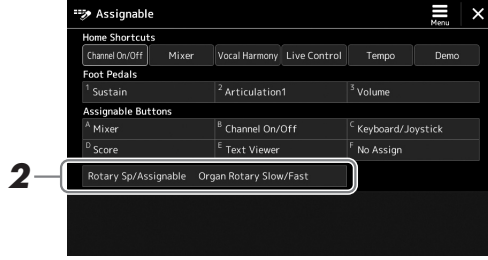 Assignable
Menu
Home Shortcuts
Channel On/Off Mixer Vocal Harmony Live Control Tempo Demo
Foot Pedals
1 Sustain 2 Articulation1 3 Volume
Assignable Buttons
A Mixer B Channel On/Off C Keyboard/Joystick
D Score E Text Viewer F No Assign
2 Rotary Sp/Assignable Organ Rotary Slow/Fast